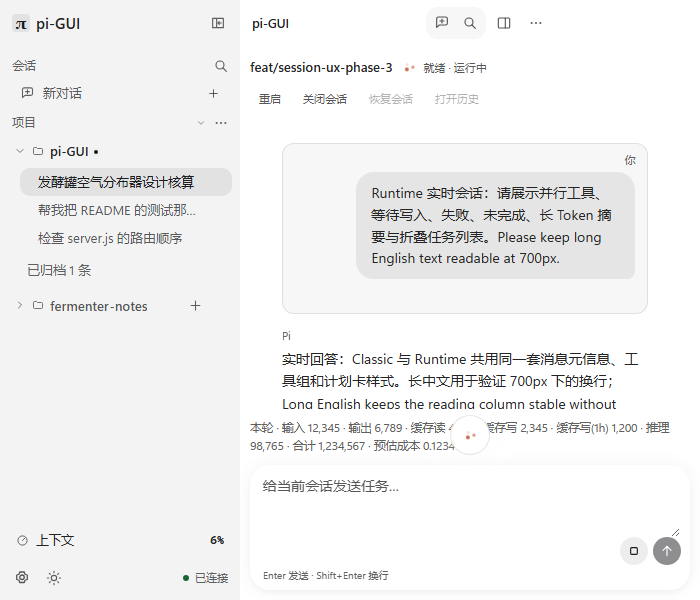 π pi-GUI
会话
新对话
项目
pi-GUI
发酵罐空气分布器设计核算
帮我把 README 的测试那...
检查 server.js 的路由顺序
已归档 1 条
fermenter-notes
上下文 6%
已连接
pi-GUI
feat/session-ux-phase-3 就绪 · 运行中
重启 关闭会话 恢复会话 打开历史
你
Runtime 实时会话：请展示并行工具、
等待写入、失败、未完成、长 Token 摘
要与折叠任务列表。Please keep long
English text readable at 700px.
Pi
实时回答：Classic 与 Runtime 共用同一套消息元信息、工
具组和计划卡样式。长中文用于验证 700px 下的换行；
Long English keeps the reading column stable without
本轮 · 输入 12,345 · 输出 6,789 · 缓存读 缓存写 2,345 · 缓存写(1h) 1,200 · 推理
98,765 · 合计 1,234,567 · 预估成本 0.1234
给当前会话发送任务...
Enter 发送 · Shift+Enter 换行